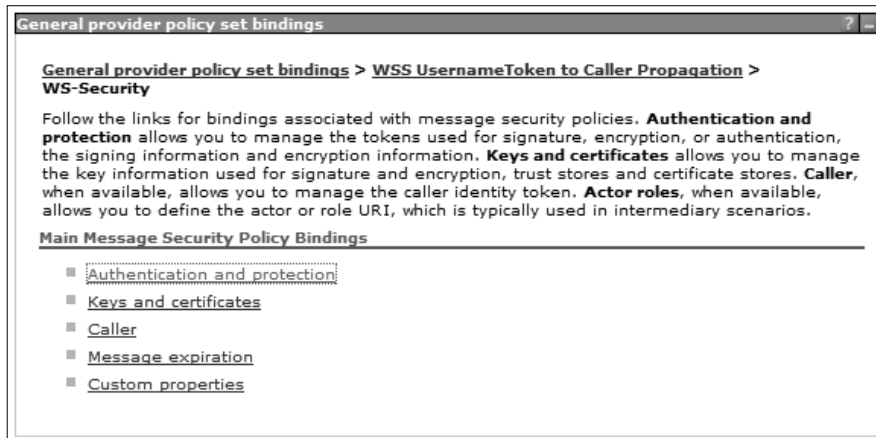 General provider policy set bindings ? –
General provider policy set bindings > WSS UsernameToken to Caller Propagation >
WS-Security
Follow the links for bindings associated with message security policies. Authentication and
protection allows you to manage the tokens used for signature, encryption, or authentication,
the signing information and encryption information. Keys and certificates allows you to manage
the key information used for signature and encryption, trust stores and certificate stores. Caller,
when available, allows you to manage the caller identity token. Actor roles, when available,
allows you to define the actor or role URI, which is typically used in intermediary scenarios.
Main Message Security Policy Bindings
Authentication and protection
Keys and certificates
Caller
Message expiration
Custom properties